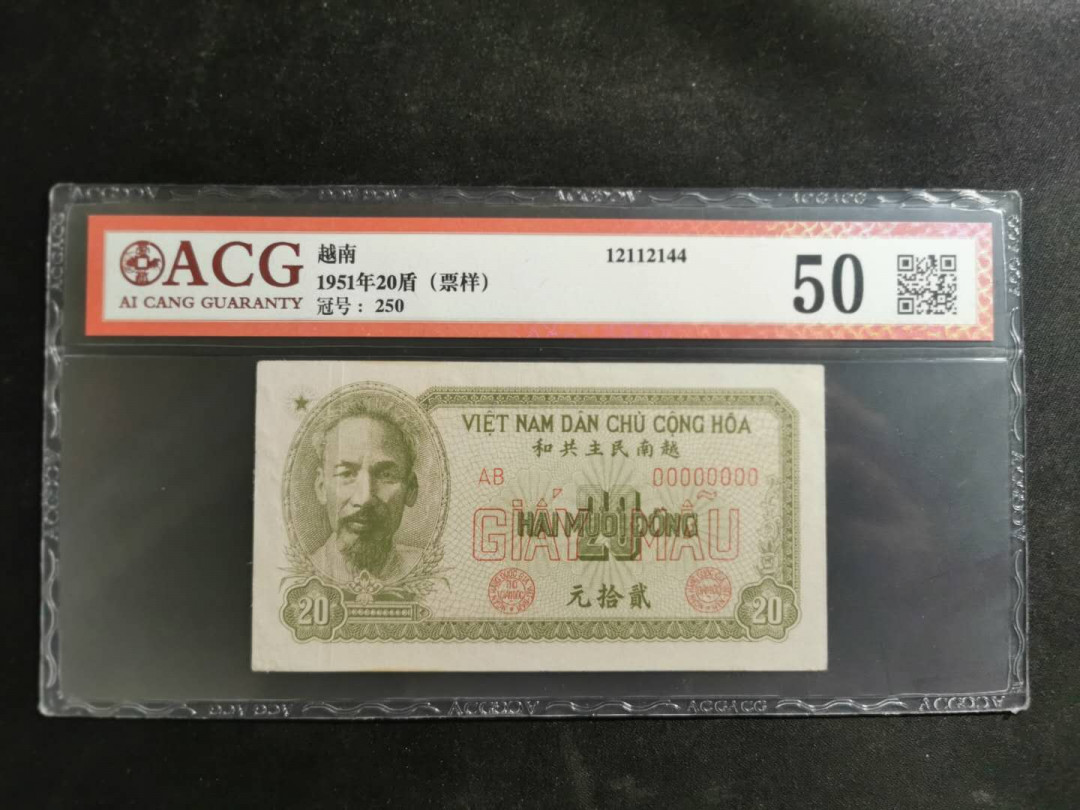 ACG
AI CANG GUARANTY
越南
1951年20盾（票样）
冠号：250
12112144
50
VIỆT NAM DÂN CHỦ CỘNG HÒA
和共主民南越
AB
00000000
GIẤY MẪU
20
HAI MƯƠI ĐỒNG
元拾貳
20
20